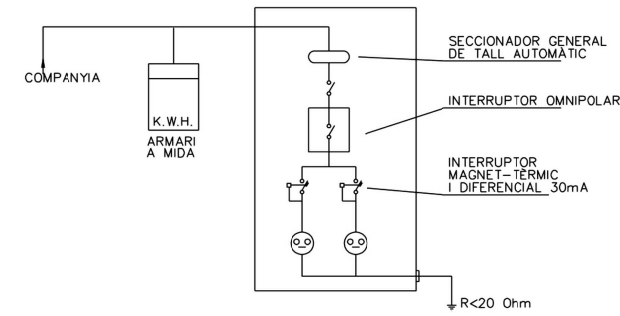 SECCIONADOR GENERAL
DE TALL AUTOMÀTIC
COMPANYIA
K.W.H.
ARMARI
A MIDA
INTERRUPTOR OMNIPOLAR
INTERRUPTOR
MAGNET-TÈRMIC
I DIFERENCIAL 30mA
R<20 Ohm